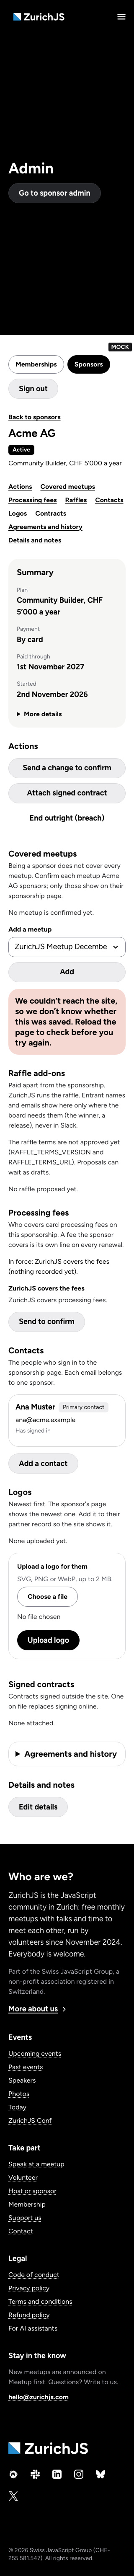 ZurichJS
Admin
Go to sponsor admin
MOCK
Memberships
Sponsors
Sign out
Back to sponsors
Acme AG
Active
Community Builder, CHF 5'000 a year
Actions Covered meetups
Processing fees Raffles Contacts
Logos Contracts
Agreements and history
Details and notes
Summary
Plan
Community Builder, CHF
5'000 a year
Payment
By card
Paid through
1st November 2027
Started
2nd November 2026
More details
Actions
Send a change to confirm
Attach signed contract
End outright (breach)
Covered meetups
Being a sponsor does not cover every
meetup. Confirm each meetup Acme
AG sponsors; only those show on their
sponsorship page.
No meetup is confirmed yet.
Add a meetup
ZurichJS Meetup Decembe
Add
We couldn't reach the site,
so we don't know whether
this was saved. Reload the
page to check before you
try again.
Raffle add-ons
Paid apart from the sponsorship.
ZurichJS runs the raffle. Entrant names
and emails show here only where the
board needs them (the winner, a
release), never in Slack.
The raffle terms are not approved yet
(RAFFLE_TERMS_VERSION and
RAFFLE_TERMS_URL). Proposals can
wait as drafts.
No raffle proposed yet.
Processing fees
Who covers card processing fees on
this agreement. A sponsor confirms a
fee is its own line before every renewal.
In force: ZurichJS covers the fees
(nothing recorded yet).
ZurichJS covers the fees
ZurichJS covers processing fees.
Send to confirm
Contacts
The people who sign in to the
sponsorship page. Each email belongs
to one sponsor.
Ana Muster Primary contact
ana@acme.example
Has signed in
Add a contact
Logos
Newest first. The sponsor's page
shows the newest one. Add it to their
partner record so the site shows it.
None uploaded yet.
Upload a logo for them
SVG, PNG or WebP, up to 2 MB.
Choose a file
No file chosen
Upload logo
Signed contracts
Contracts signed outside the site. One
on file replaces signing online.
None attached.
Agreements and history
Details and notes
Edit details
Who are we?
ZurichJS is the JavaScript
community in Zurich: free monthly
meetups with talks and time to
meet each other, run by
volunteers since November 2024.
Everybody is welcome.
Part of the Swiss JavaScript Group, a
non-profit association registered in
Switzerland.
More about us
Events
Upcoming events
Past events
Speakers
Photos
Today
ZurichJS Conf
Take part
Speak at a meetup
Volunteer
Host or sponsor
Membership
Support us
Contact
Legal
Code of conduct
Privacy policy
Terms and conditions
Refund policy
For AI assistants
Stay in the know
New meetups are announced on
Meetup first. Questions? Write to us.
hello@zurichjs.com
ZurichJS
© 2026 Swiss JavaScript Group (CHE-
255.581.547). All rights reserved.